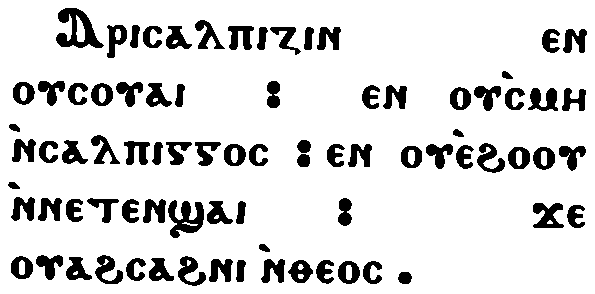 Ⲁⲣⲓⲥⲁⲗⲡⲓⲍⲓⲛ ⲉⲛ
ⲟⲩⲥⲟⲩⲁⲓ : ⲉⲛ ⲟⲩⲥ̀ⲙⲏ
ⲛ̀ⲥⲁⲗⲡⲓⲅⲅⲟⲥ : ⲉⲛ ⲟⲩⲉ̀ϩⲟⲟⲩ
ⲛ̀ⲛⲉⲧⲉⲛϣⲁⲓ : ϫⲉ
ⲟⲩⲁϩⲥⲁϩⲛⲓ ⲛ̀ⲑⲉⲟⲥ .